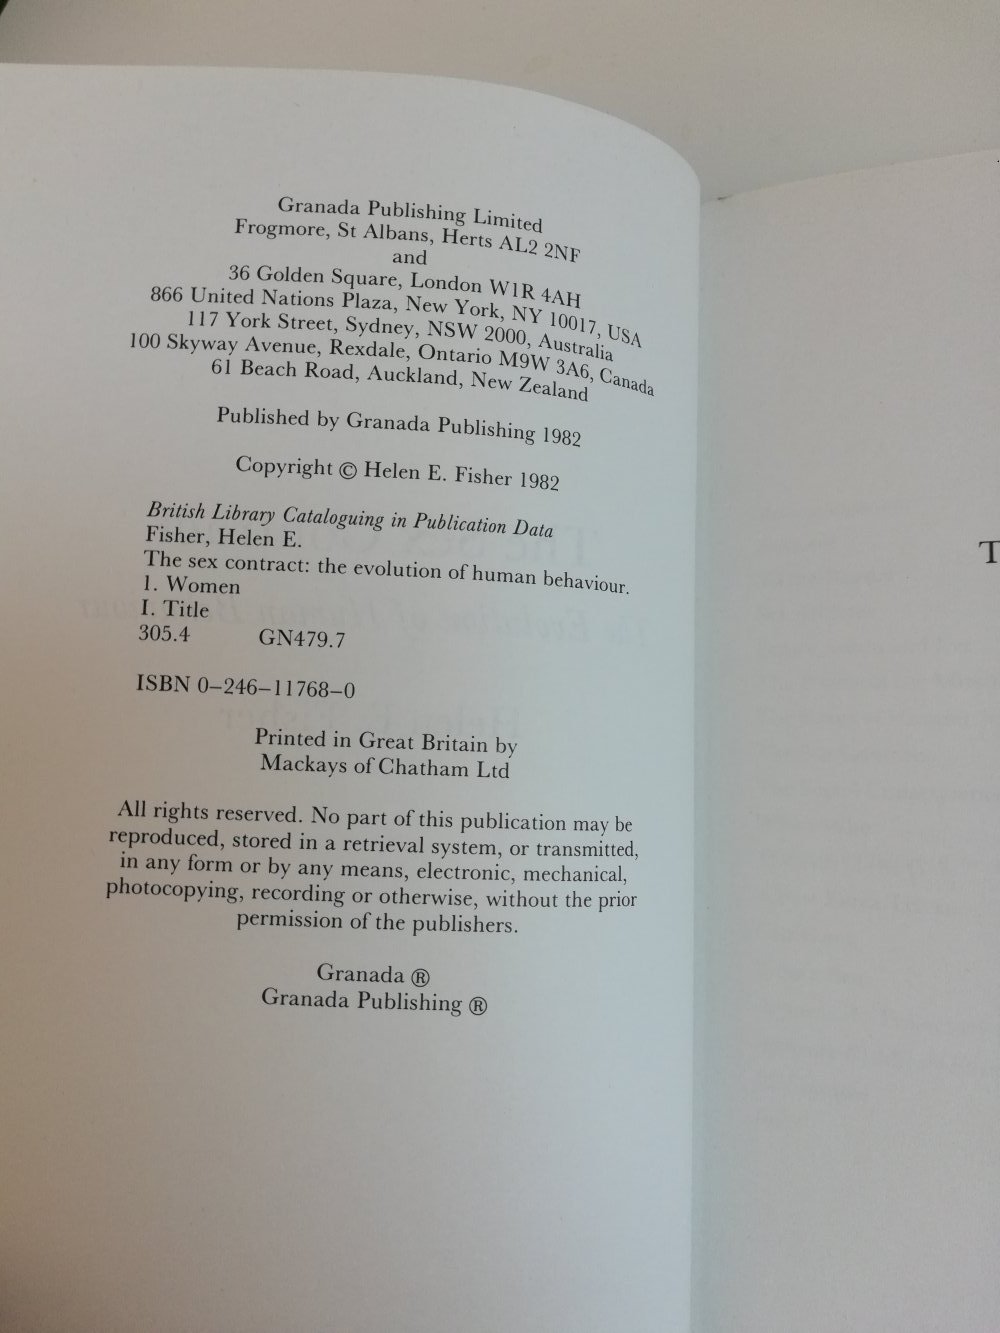 Granada Publishing Limited
Frogmore, St Albans, Herts AL2 2NF
and
36 Golden Square, London W1R 4AH
866 United Nations Plaza, New York, NY 10017, USA
117 York Street, Sydney, NSW 2000, Australia
100 Skyway Avenue, Rexdale, Ontario M9W 3A6, Canada
61 Beach Road, Auckland, New Zealand
Published by Granada Publishing 1982
Copyright © Helen E. Fisher 1982
British Library Cataloguing in Publication Data
Fisher, Helen E.
The sex contract: the evolution of human behaviour.
1. Women
I. Title
305.4 GN479.7
ISBN 0–246–11768–0
Printed in Great Britain by
Mackays of Chatham Ltd
All rights reserved. No part of this publication may be
reproduced, stored in a retrieval system, or transmitted,
in any form or by any means, electronic, mechanical,
photocopying, recording or otherwise, without the prior
permission of the publishers.
Granada ®
Granada Publishing ®
T